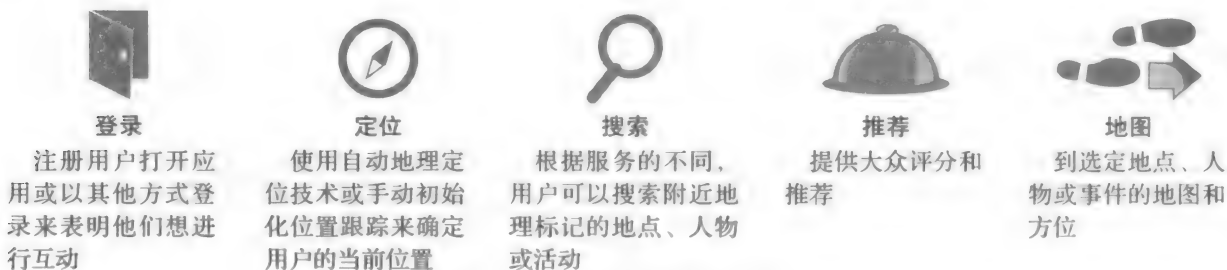 登录
注册用户打开应
用或以其他方式登
录来表明他们想进
行互动
定位
使用自动地理定
位技术或手动初始
化位置跟踪来确定
用户的当前位置
搜索
根据服务的不同，
用户可以搜索附近地
理标记的地点、人物
或活动
推荐
提供大众评分和
推荐
地图
到选定地点、人
物或事件的地图和
方位